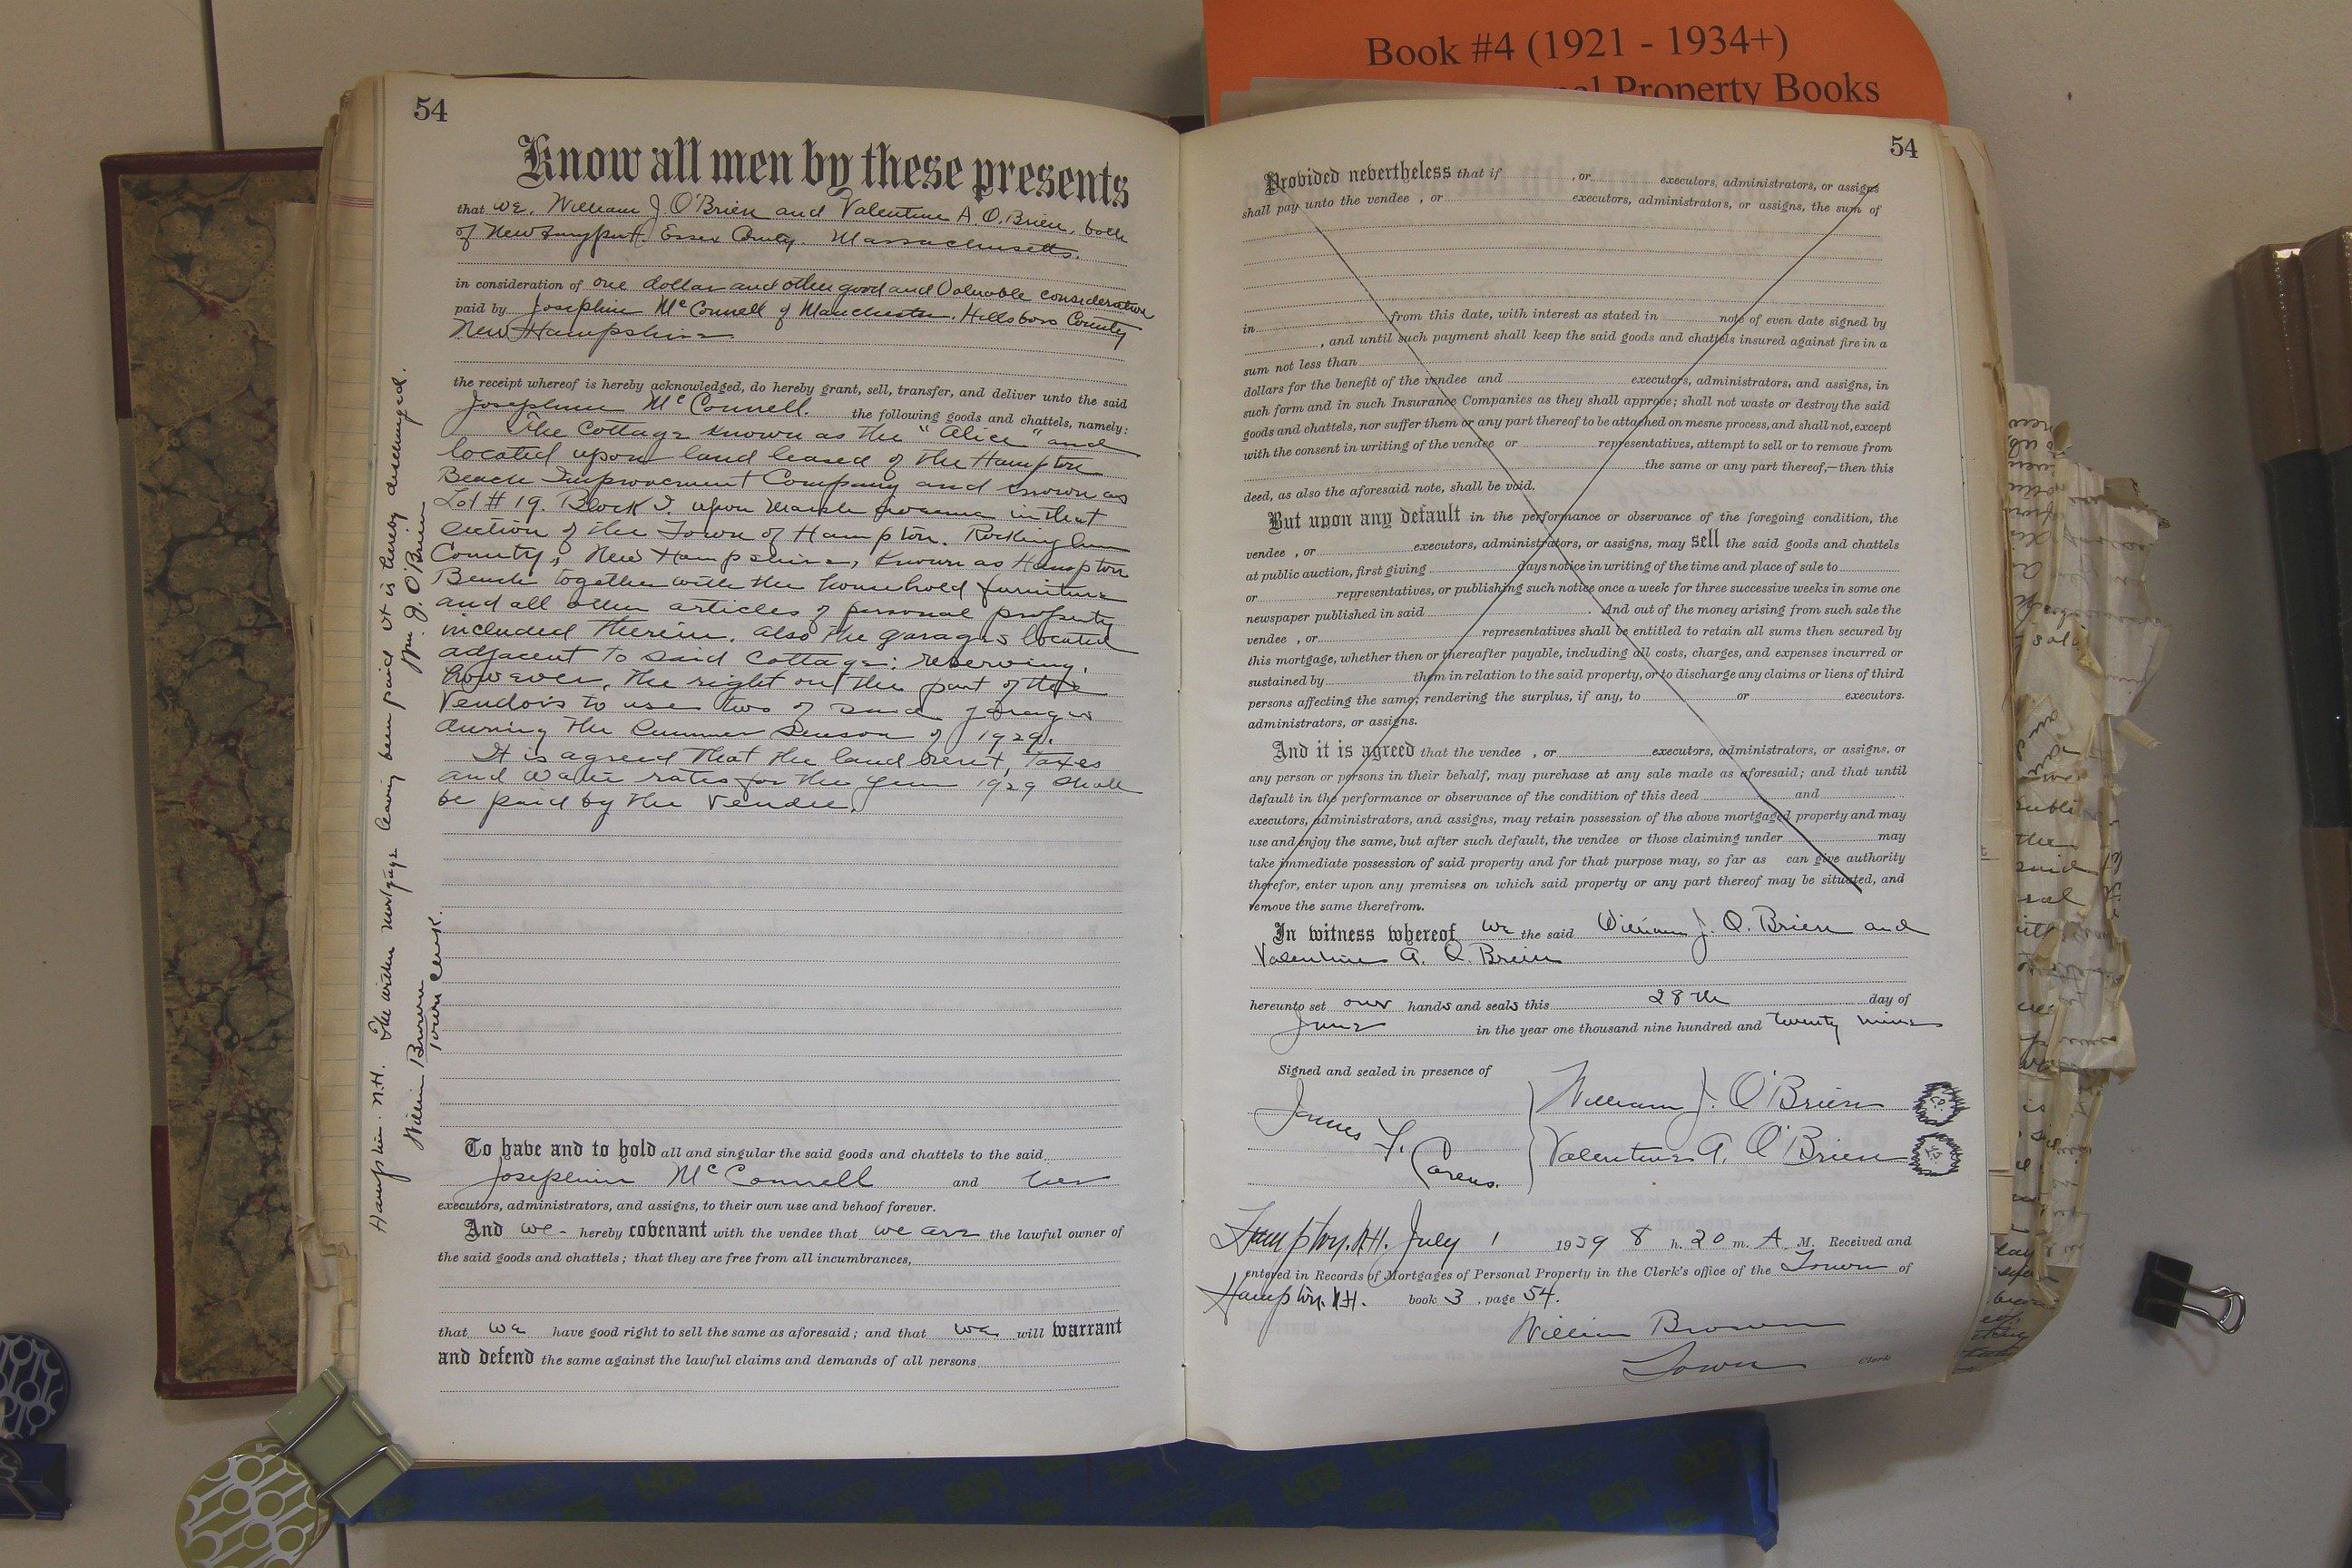 Book #4 (1921 - 1934+)
Property Books
54
Know all men by these presents
that we, William J. O'Brien and Valentine A. O'Brien, both
of Newburyport, Essex County, Massachusetts.
in consideration of one dollar and other good and Valuable consideration
paid by Josephine McConnell of Manchester, Hillsboro County
New Hampshire
the receipt whereof is hereby acknowledged, do hereby grant, sell, transfer, and deliver unto the said
Josephine McConnell. the following goods and chattels, namely:
The Cottage known as the "Alice" and
located upon land leased of the Hampton
Beach Improvement Company and known as
Lot # 19. Block J. upon Marsh Avenue in that
section of the Town of Hampton, Rockingham
County, New Hampshire, known as Hampton
Beach together with the household furniture
and all other articles of personal property
included therein. also the garages located
adjacent to said cottage: reserving,
however, the right on the part of the
Vendors to use two of said garages
during the Summer Season of 1929.
It is agreed that the land rent, taxes
and water rates for the year 1929 shall
be paid by the Vendee.
To have and to hold all and singular the said goods and chattels to the said
Josephine McConnell and her
executors, administrators, and assigns, to their own use and behoof forever.
And we - hereby covenant with the vendee that we are the lawful owner of
the said goods and chattels; that they are free from all incumbrances,
that we have good right to sell the same as aforesaid; and that we will warrant
and defend the same against the lawful claims and demands of all persons
Hampton N.H. The within mortgage having been paid it is hereby discharged.
Wm. J. O'Brien
William Brown
Town Clerk.
54
Provided nevertheless that if , or executors, administrators, or assigns
shall pay unto the vendee , or executors, administrators, or assigns, the sum of
in from this date, with interest as stated in note of even date signed by
, and until such payment shall keep the said goods and chattels insured against fire in a
sum not less than
dollars for the benefit of the vendee and executors, administrators, and assigns, in
such form and in such Insurance Companies as they shall approve; shall not waste or destroy the said
goods and chattels, nor suffer them or any part thereof to be attached on mesne process, and shall not, except
with the consent in writing of the vendee or representatives, attempt to sell or to remove from
the same or any part thereof,—then this
deed, as also the aforesaid note, shall be void.
But upon any default in the performance or observance of the foregoing condition, the
vendee , or executors, administrators, or assigns, may sell the said goods and chattels
at public auction, first giving days notice in writing of the time and place of sale to
or representatives, or publishing such notice once a week for three successive weeks in some one
newspaper published in said . And out of the money arising from such sale the
vendee , or representatives shall be entitled to retain all sums then secured by
this mortgage, whether then or thereafter payable, including all costs, charges, and expenses incurred or
sustained by them in relation to the said property, or to discharge any claims or liens of third
persons affecting the same; rendering the surplus, if any, to or executors.
administrators, or assigns.
And it is agreed that the vendee , or executors, administrators, or assigns, or
any person or persons in their behalf, may purchase at any sale made as aforesaid; and that until
default in the performance or observance of the condition of this deed and
executors, administrators, and assigns, may retain possession of the above mortgaged property and may
use and enjoy the same, but after such default, the vendee or those claiming under may
take immediate possession of said property and for that purpose may, so far as can give authority
therefor, enter upon any premises on which said property or any part thereof may be situated, and
remove the same therefrom.
In witness whereof we the said William J. O'Brien and
Valentine A. O'Brien
hereunto set our hands and seals this 28th day of
June in the year one thousand nine hundred and twenty nine
Signed and sealed in presence of
James F. Carens.
William J. O'Brien
Valentine A. O'Brien
Hampton, N.H. July 1 1929 8 h. 20 m. A. M. Received and
entered in Records of Mortgages of Personal Property in the Clerk's office of the Town of
Hampton, N.H. book 3 , page 54.
William Brown
Town Clerk